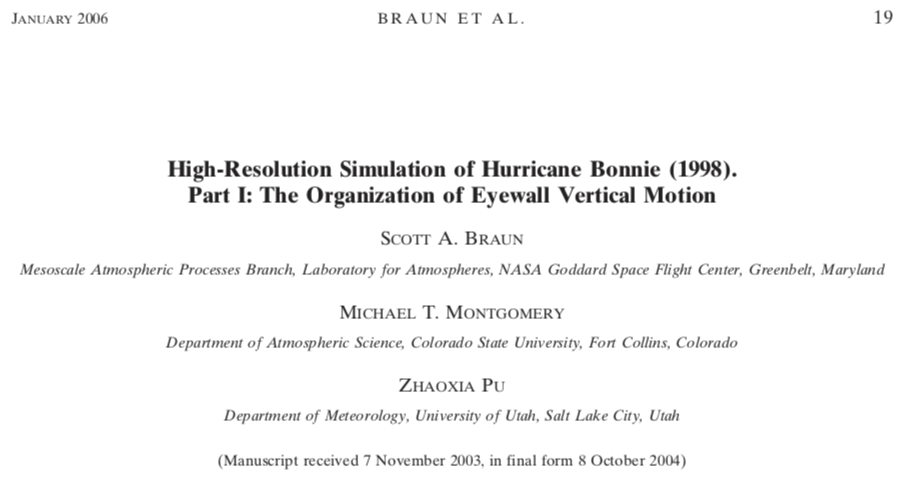 JANUARY 2006 BRAUN ET AL. 19
High-Resolution Simulation of Hurricane Bonnie (1998).
Part I: The Organization of Eyewall Vertical Motion
SCOTT A. BRAUN
Mesoscale Atmospheric Processes Branch, Laboratory for Atmospheres, NASA Goddard Space Flight Center, Greenbelt, Maryland
MICHAEL T. MONTGOMERY
Department of Atmospheric Science, Colorado State University, Fort Collins, Colorado
ZHAOXIA PU
Department of Meteorology, University of Utah, Salt Lake City, Utah
(Manuscript received 7 November 2003, in final form 8 October 2004)